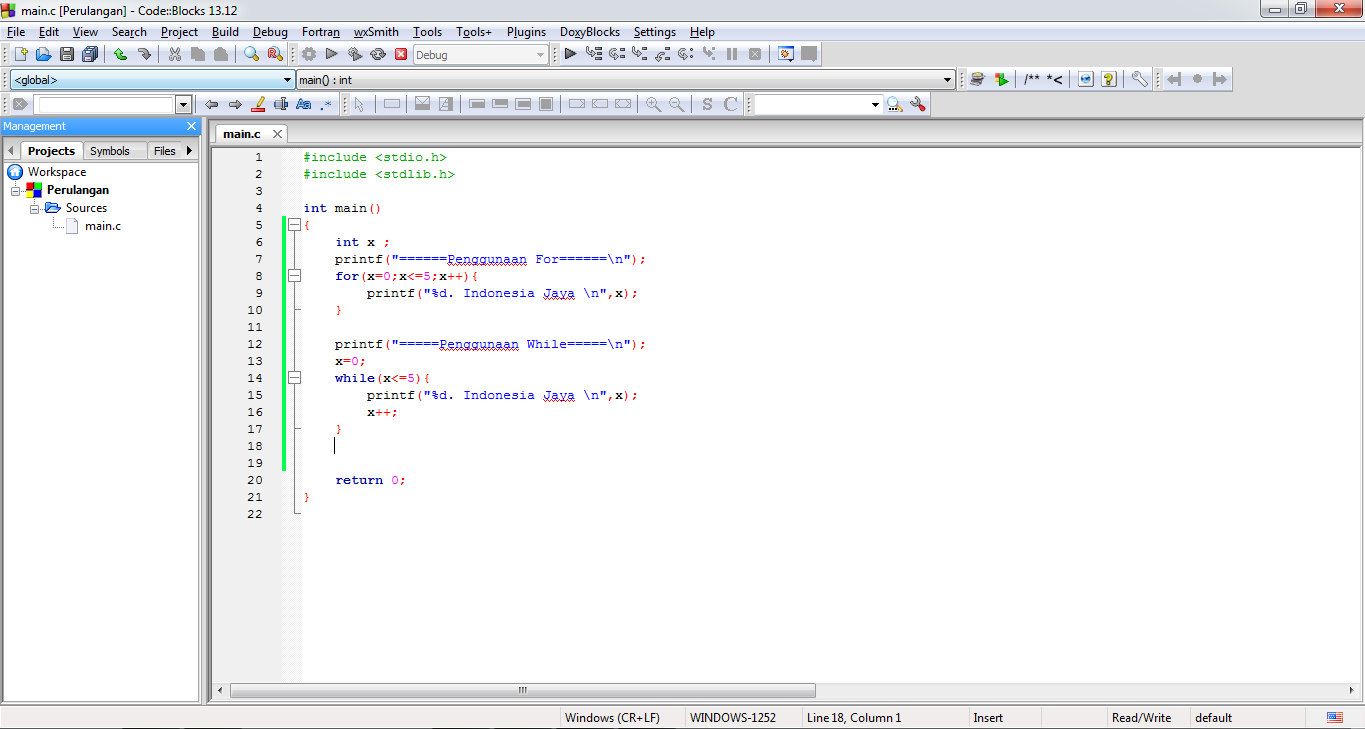 main.c [Perulangan] - Code::Blocks 13.12
File Edit View Search Project Build Debug Fortran wxSmith Tools Tools+ Plugins DoxyBlocks Settings Help
Debug
<global> main() : int /** *<
Aa .* S C
Management
Projects Symbols Files
Workspace
Perulangan
Sources
main.c
main.c
1 #include <stdio.h>
2 #include <stdlib.h>
3
4 int main()
5 {
6 int x ;
7 printf("======Penggunaan For======\n");
8 for(x=0;x<=5;x++){
9 printf("%d. Indonesia Jaya \n",x);
10 }
11
12 printf("=====Penggunaan While=====\n");
13 x=0;
14 while(x<=5){
15 printf("%d. Indonesia Jaya \n",x);
16 x++;
17 }
18
19
20 return 0;
21 }
22
Windows (CR+LF) WINDOWS-1252 Line 18, Column 1 Insert Read/Write default